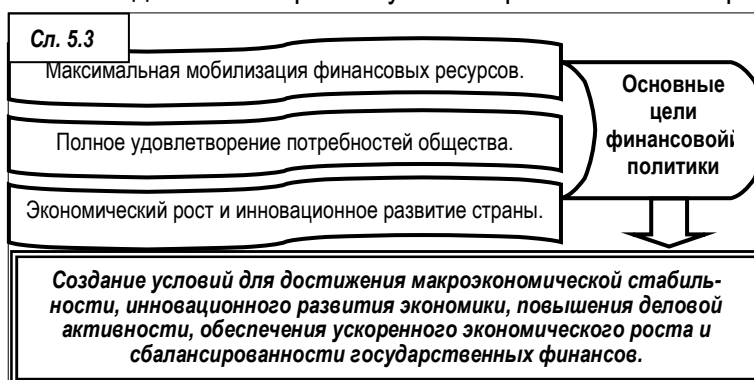 Сл. 5.3
Максимальная мобилизация финансовых ресурсов.
Полное удовлетворение потребностей общества.
Экономический рост и инновационное развитие страны.
Основные
цели
финансовой
политики
Создание условий для достижения макроэкономической стабиль-
ности, инновационного развития экономики, повышения деловой
активности, обеспечения ускоренного экономического роста и
сбалансированности государственных финансов.